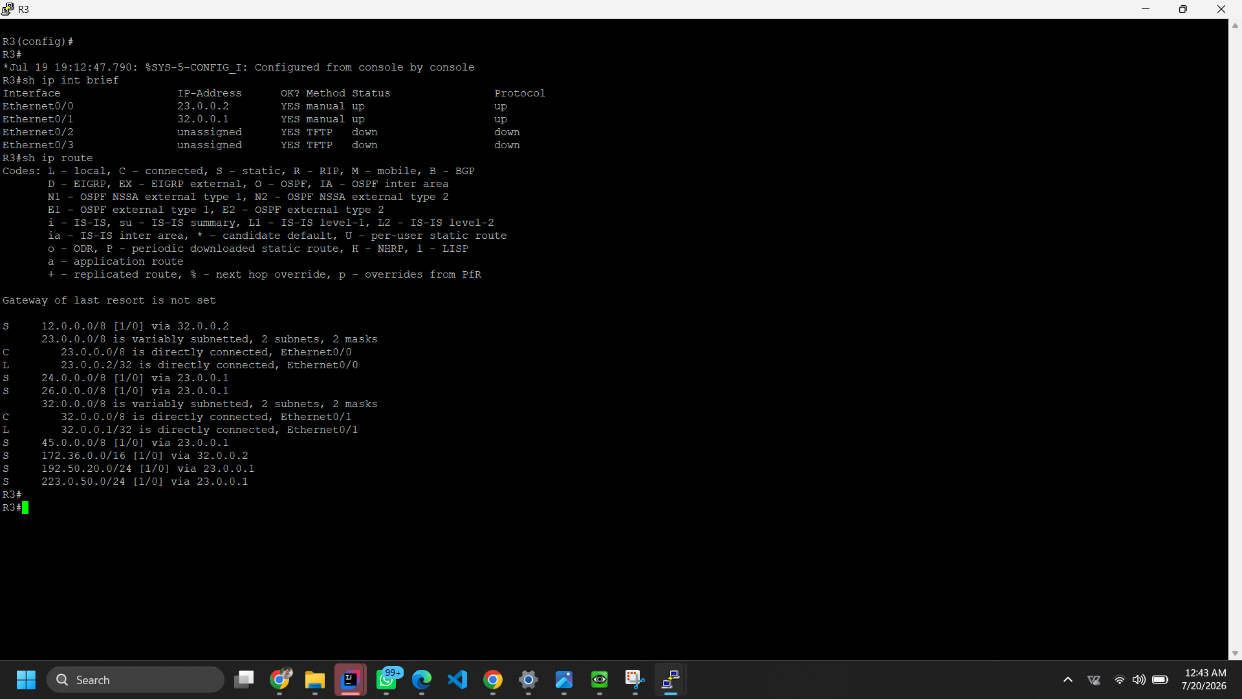 R3
R3(config)#
R3#
*Jul 19 19:12:47.790: %SYS-5-CONFIG_I: Configured from console by console
R3#sh ip int brief
Interface                  IP-Address      OK? Method Status                Protocol
Ethernet0/0                23.0.0.2        YES manual up                    up
Ethernet0/1                32.0.0.1        YES manual up                    up
Ethernet0/2                unassigned      YES TFTP   down                  down
Ethernet0/3                unassigned      YES TFTP   down                  down
R3#sh ip route
Codes: L - local, C - connected, S - static, R - RIP, M - mobile, B - BGP
       D - EIGRP, EX - EIGRP external, O - OSPF, IA - OSPF inter area
       N1 - OSPF NSSA external type 1, N2 - OSPF NSSA external type 2
       E1 - OSPF external type 1, E2 - OSPF external type 2
       i - IS-IS, su - IS-IS summary, L1 - IS-IS level-1, L2 - IS-IS level-2
       ia - IS-IS inter area, * - candidate default, U - per-user static route
       o - ODR, P - periodic downloaded static route, H - NHRP, l - LISP
       a - application route
       + - replicated route, % - next hop override, p - overrides from PfR
Gateway of last resort is not set
S     12.0.0.0/8 [1/0] via 32.0.0.2
      23.0.0.0/8 is variably subnetted, 2 subnets, 2 masks
C        23.0.0.0/8 is directly connected, Ethernet0/0
L        23.0.0.2/32 is directly connected, Ethernet0/0
S     24.0.0.0/8 [1/0] via 23.0.0.1
S     26.0.0.0/8 [1/0] via 23.0.0.1
      32.0.0.0/8 is variably subnetted, 2 subnets, 2 masks
C        32.0.0.0/8 is directly connected, Ethernet0/1
L        32.0.0.1/32 is directly connected, Ethernet0/1
S     45.0.0.0/8 [1/0] via 23.0.0.1
S     172.36.0.0/16 [1/0] via 32.0.0.2
S     192.50.20.0/24 [1/0] via 23.0.0.1
S     223.0.50.0/24 [1/0] via 23.0.0.1
R3#
R3#
Search
99+
12:43 AM
7/20/2026